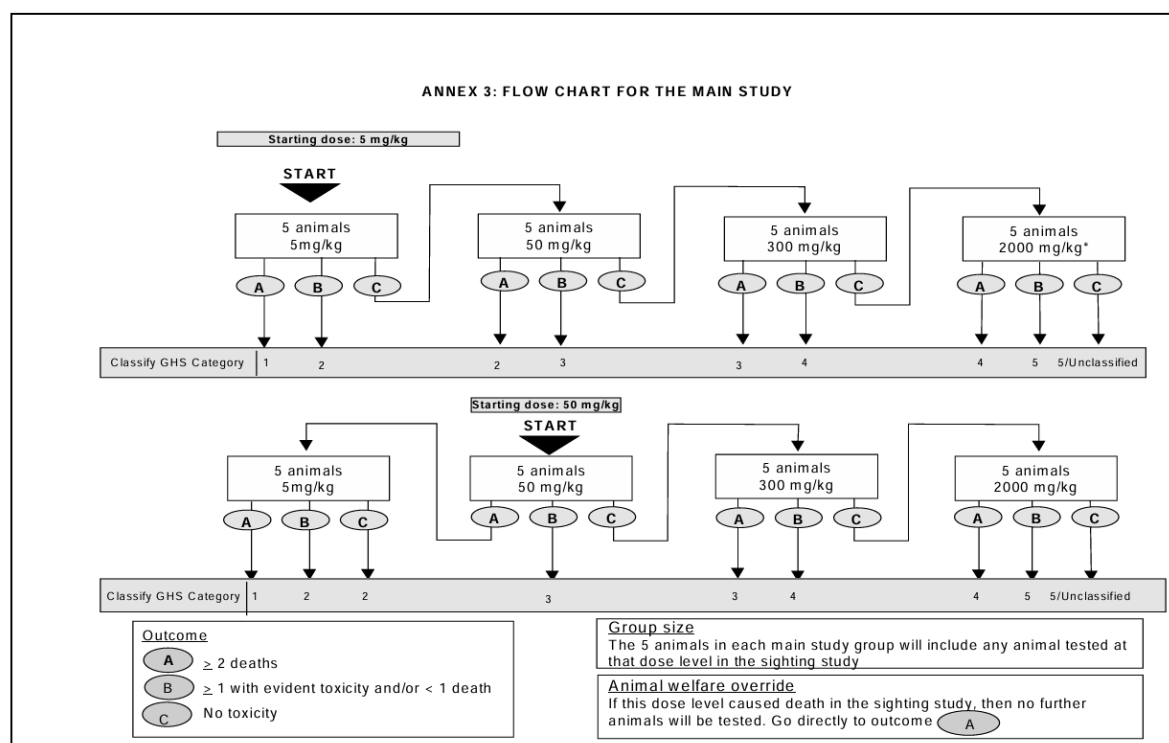 ANNEX 3: FLOW CHART FOR THE MAIN STUDY
Starting dose: 5 mg/kg
START
5 animals
5mg/kg
5 animals
50 mg/kg
5 animals
300 mg/kg
5 animals
2000 mg/kg*
A B C A B C A B C A B C
Classify GHS Category 1 2 2 3 3 4 4 5 5/Unclassified
Starting dose: 50 mg/kg
START
5 animals
5mg/kg
5 animals
50 mg/kg
5 animals
300 mg/kg
5 animals
2000 mg/kg
A B C A B C A B C A B C
Classify GHS Category 1 2 2 3 3 4 4 5 5/Unclassified
Outcome
A ≥ 2 deaths
B ≥ 1 with evident toxicity and/or < 1 death
C No toxicity
Group size
The 5 animals in each main study group will include any animal tested at
that dose level in the sighting study
Animal welfare override
If this dose level caused death in the sighting study, then no further
animals will be tested. Go directly to outcome A